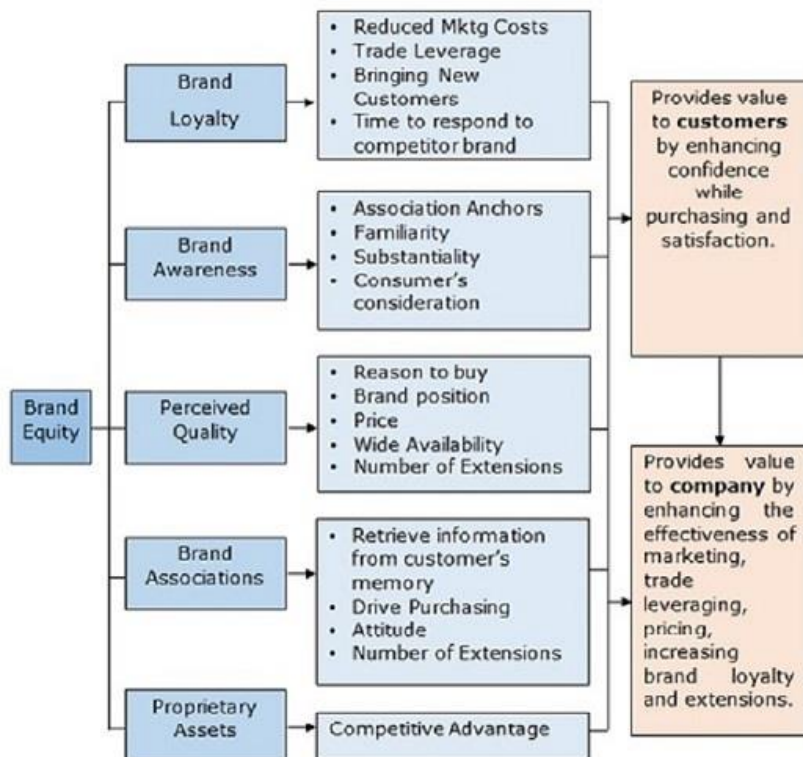 Brand
Equity
Brand
Loyalty
• Reduced Mktg Costs
• Trade Leverage
• Bringing New
Customers
• Time to respond to
competitor brand
Brand
Awareness
• Association Anchors
• Familiarity
• Substantiality
• Consumer's
consideration
Perceived
Quality
• Reason to buy
• Brand position
• Price
• Wide Availability
• Number of Extensions
Brand
Associations
• Retrieve information
from customer's
memory
• Drive Purchasing
• Attitude
• Number of Extensions
Proprietary
Assets
Competitive Advantage
Provides value
to customers
by enhancing
confidence
while
purchasing and
satisfaction.
Provides value
to company by
enhancing the
effectiveness of
marketing,
trade
leveraging,
pricing,
increasing
brand loyalty
and extensions.